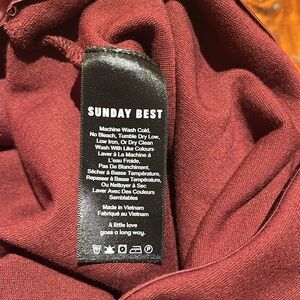 SUNDAY BEST
Machine Wash Cold,
No Bleach, Tumble Dry Low,
Low Iron, Or Dry Clean
Wash With Like Colours
Laver À La Machine À
L'eau Froide,
Pas De Blanchiment,
Sécher à Basse Température,
Repasser à Basse Température,
Ou Nettoyer à Sec
Laver Avec Des Couleurs
Semblables
Made in Vietnam
Fabriqué au Vietnam
A little love
goes a long way.